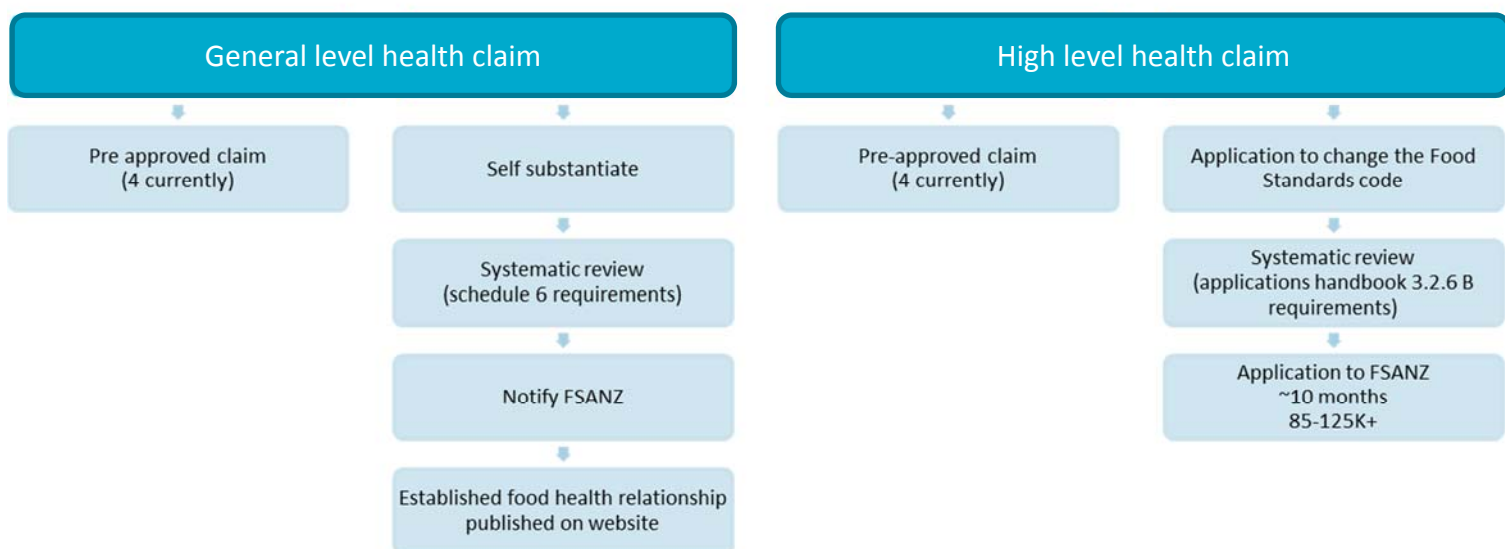 General level health claim
Pre approved claim
(4 currently)
Self substantiate
Systematic review
(schedule 6 requirements)
Notify FSANZ
Established food health relationship
published on website
High level health claim
Pre-approved claim
(4 currently)
Application to change the Food
Standards code
Systematic review
(applications handbook 3.2.6 B
requirements)
Application to FSANZ
~10 months
85-125K+